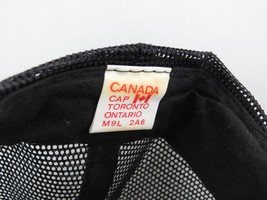 CANADA
CAP
TORONTO
ONTARIO
M9L 2A6